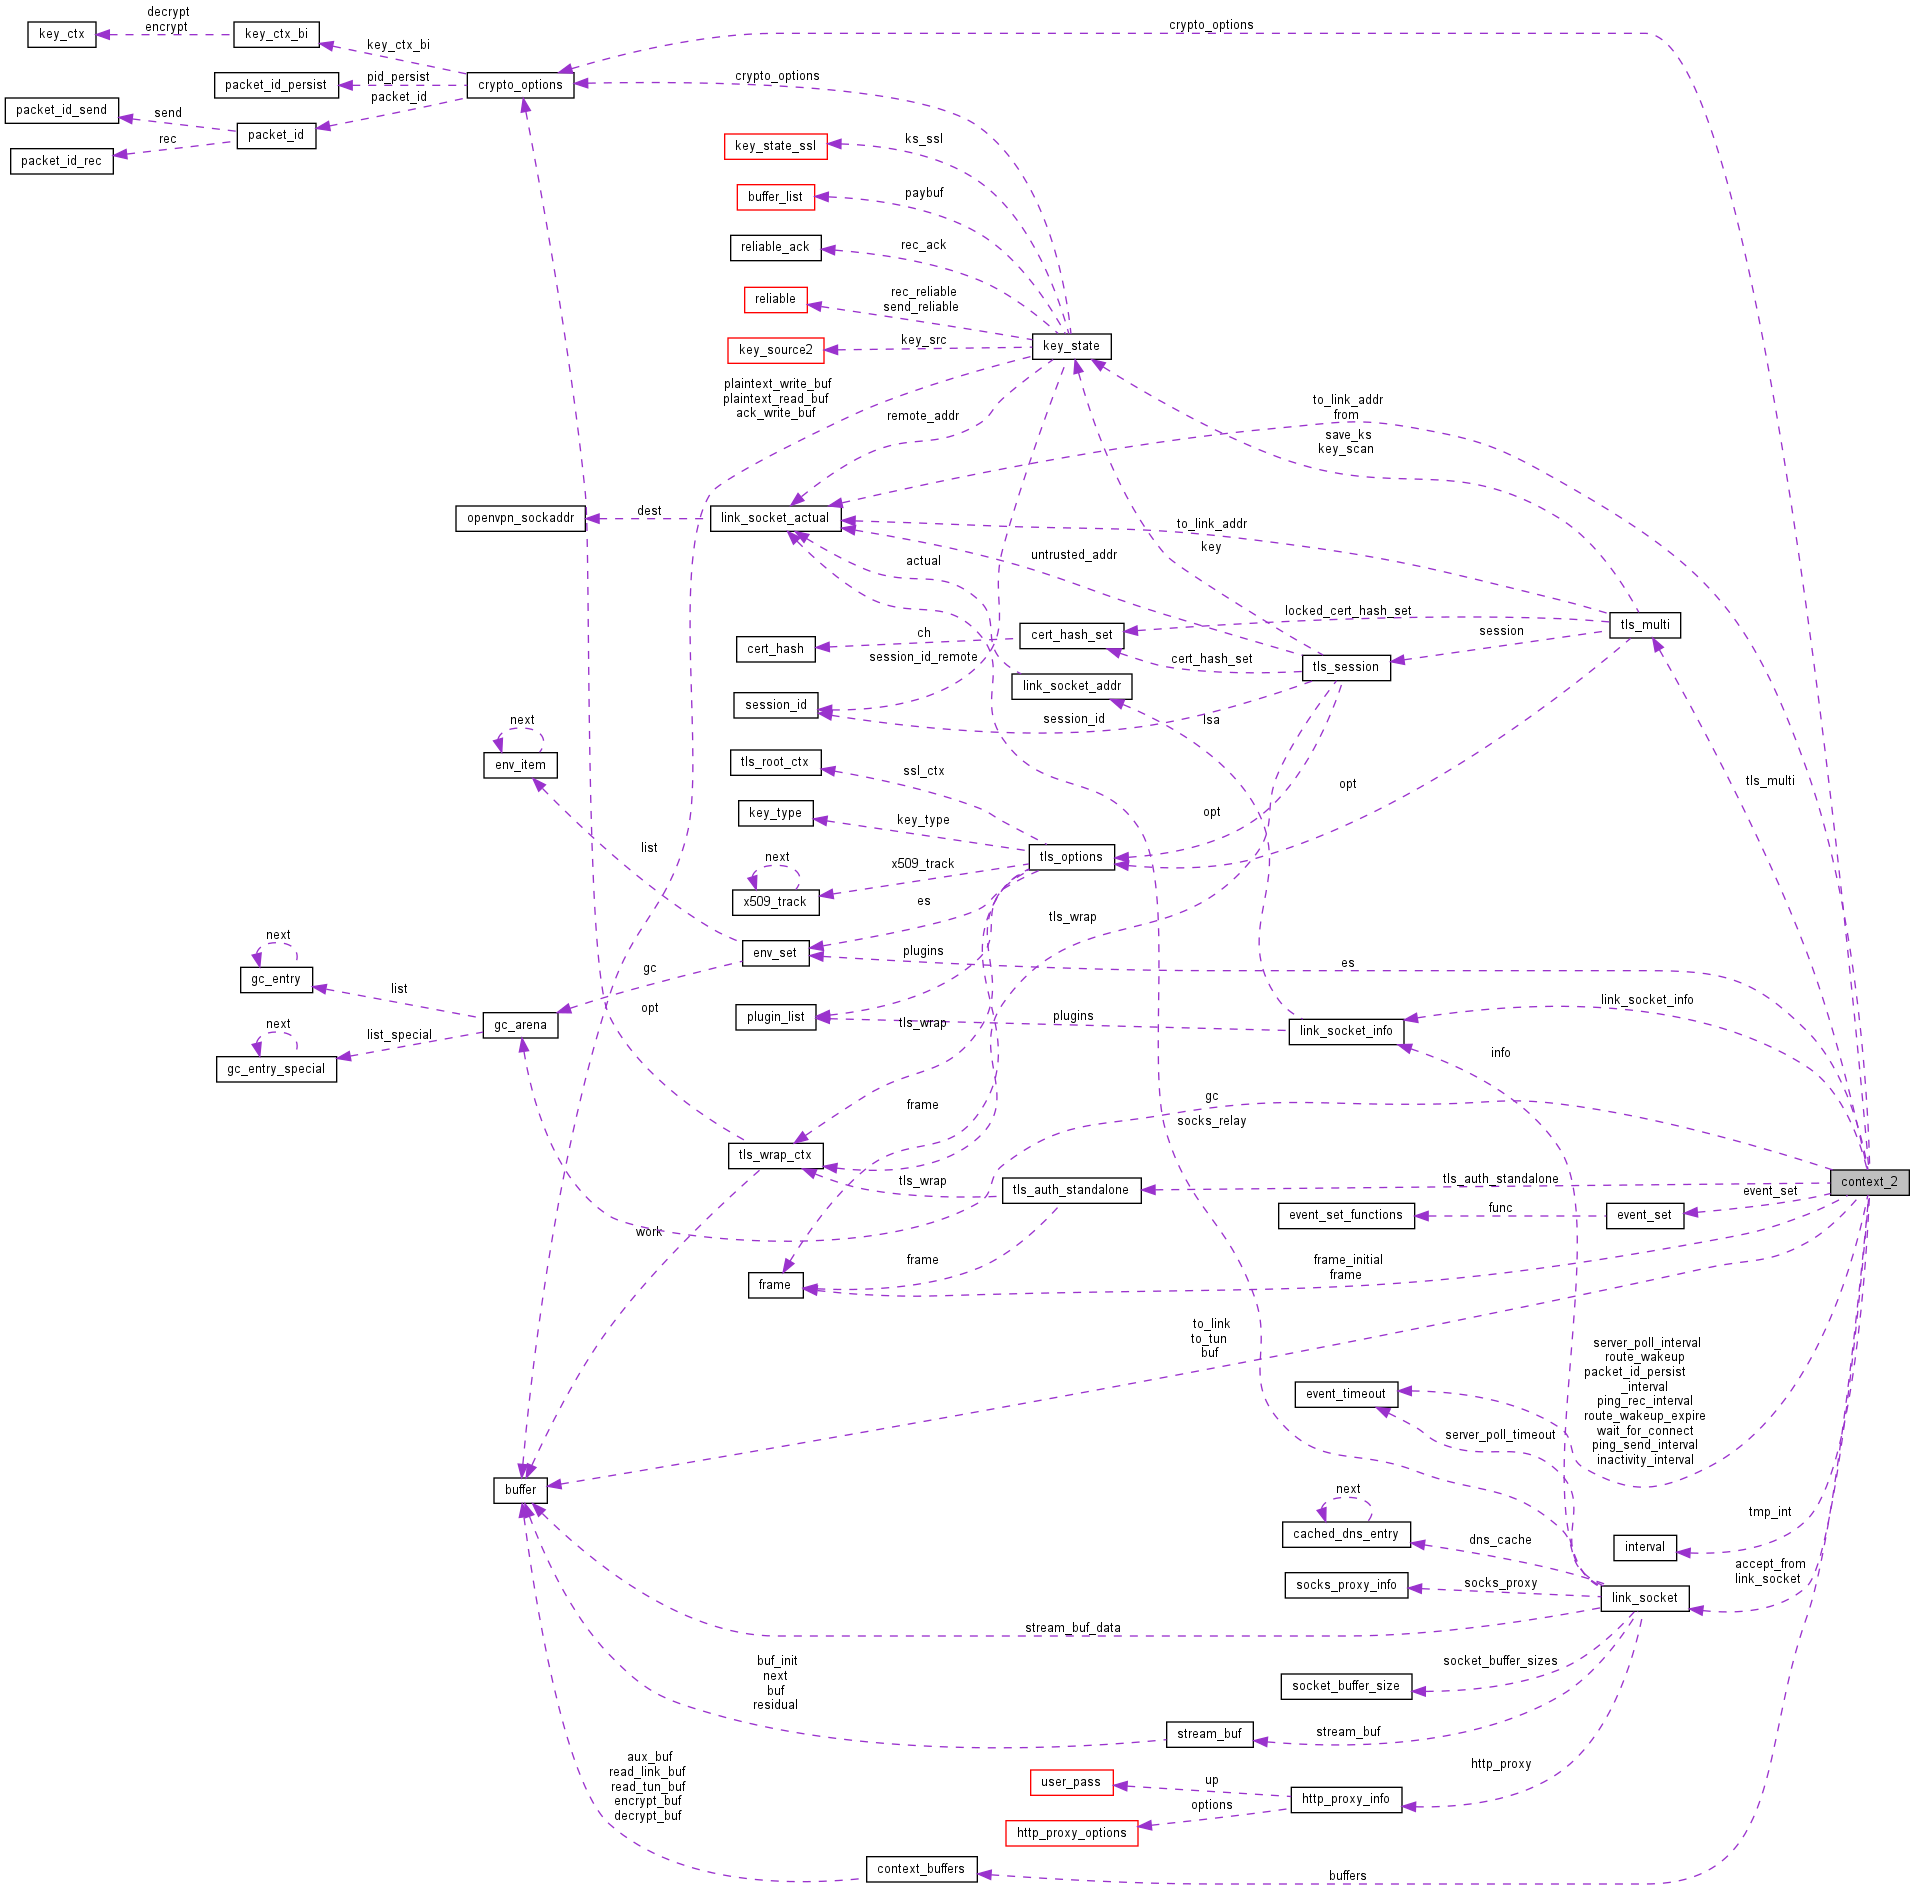 decrypt
encrypt
key_ctx
key_ctx_bi
key_ctx_bi
crypto_options
pid_persist
crypto_options
packet_id_persist
crypto_options
packet_id
packet_id_send
send
packet_id
rec
packet_id_rec
key_state_ssl
ks_ssl
buffer_list
paybuf
reliable_ack
rec_ack
reliable
rec_reliable
send_reliable
key_source2
key_src
key_state
plaintext_write_buf
plaintext_read_buf
ack_write_buf
remote_addr
to_link_addr
from
save_ks
key_scan
openvpn_sockaddr
dest
link_socket_actual
to_link_addr
key
actual
untrusted_addr
locked_cert_hash_set
tls_multi
cert_hash
ch
cert_hash_set
session
session_id_remote
cert_hash_set
tls_session
link_socket_addr
session_id
session_id
lsa
next
env_item
tls_root_ctx
ssl_ctx
tls_multi
opt
key_type
key_type
opt
list
next
x509_track
x509_track
tls_options
es
tls_wrap
next
env_set
plugins
es
gc_entry
gc
list
opt
plugin_list
plugins
link_socket_info
link_socket_info
next
gc_arena
list_special
tls_wrap
gc_entry_special
info
frame
gc
socks_relay
tls_wrap_ctx
tls_wrap
tls_auth_standalone
tls_auth_standalone
context_2
event_set
event_set_functions
func
event_set
work
frame
frame
frame_initial
frame
to_link
to_tun
buf
server_poll_interval
route_wakeup
packet_id_persist
_interval
ping_rec_interval
route_wakeup_expire
wait_for_connect
ping_send_interval
inactivity_interval
event_timeout
server_poll_timeout
buffer
next
cached_dns_entry
dns_cache
tmp_int
interval
accept_from
link_socket
socks_proxy_info
socks_proxy
link_socket
stream_buf_data
buf_init
next
buf
residual
socket_buffer_sizes
socket_buffer_size
stream_buf
stream_buf
aux_buf
read_link_buf
read_tun_buf
encrypt_buf
decrypt_buf
user_pass
up
http_proxy
http_proxy_info
options
http_proxy_options
context_buffers
buffers